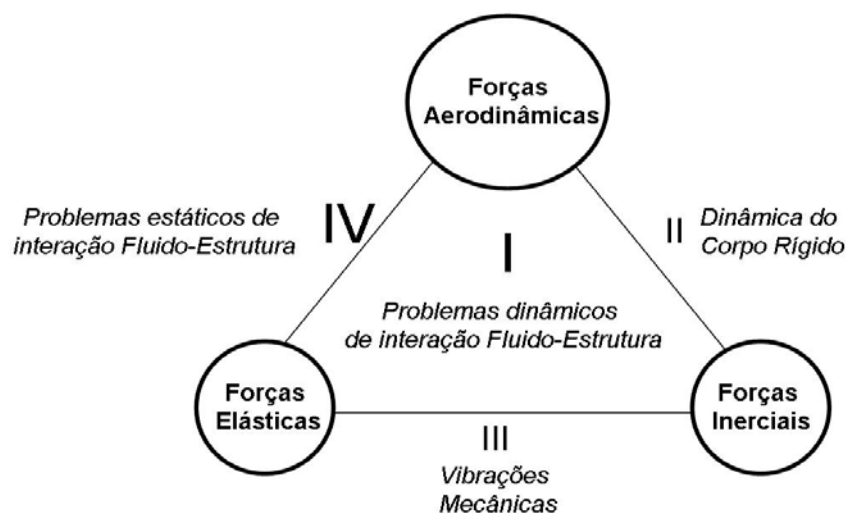 Forças
Aerodinâmicas
Problemas estáticos de
interação Fluido-Estrutura
IV
I
II
Dinâmica do
Corpo Rígido
Problemas dinâmicos
de interação Fluido-Estrutura
Forças
Elásticas
Forças
Inerciais
III
Vibrações
Mecânicas